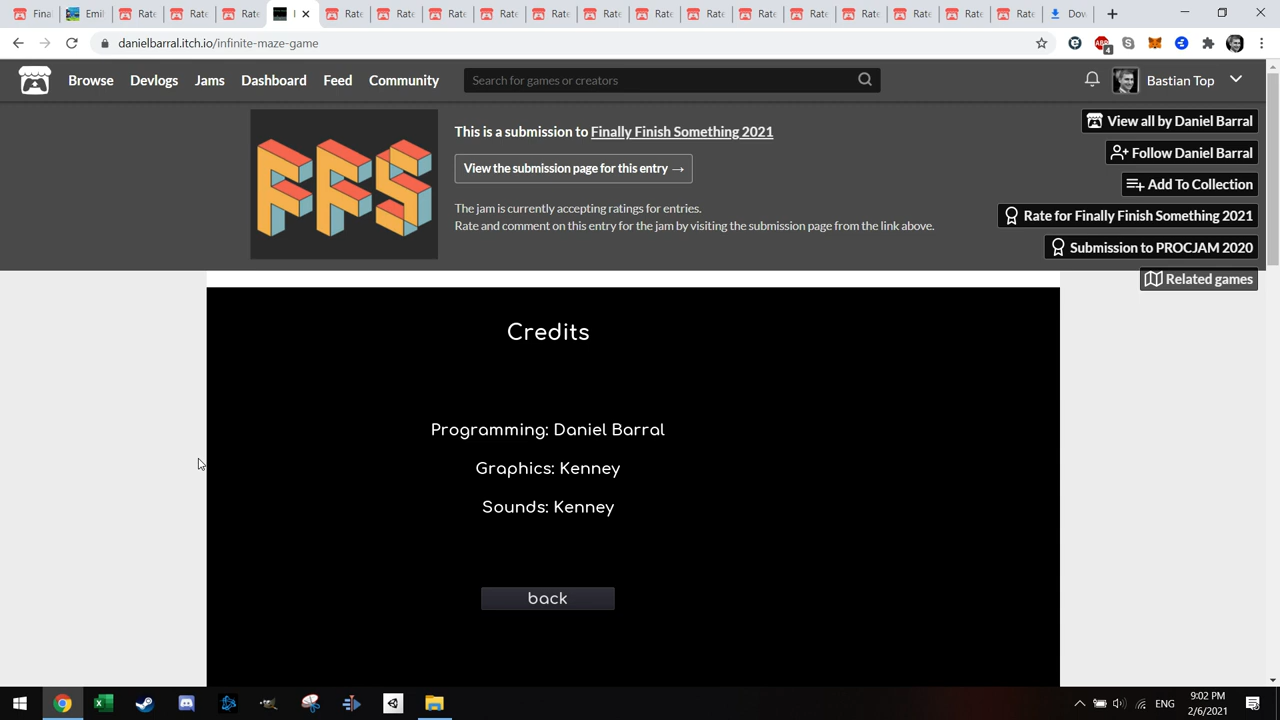 Fina
Emil
Rate
Rate
Rate
I
Rate
Rate
Rate
Rate
Rate
Rate
Rate
Rate
Rate
Rate
Rate
Rate
Rate
Rate
Dov
danielbarral.itch.io/infinite-maze-game
ABP
4
Browse
Devlogs
Jams
Dashboard
Feed
Community
Search for games or creators
Bastian Top
FFS
This is a submission to Finally Finish Something 2021
View the submission page for this entry →
The jam is currently accepting ratings for entries.
Rate and comment on this entry for the jam by visiting the submission page from the link above.
View all by Daniel Barral
Follow Daniel Barral
Add To Collection
Rate for Finally Finish Something 2021
Submission to PROCJAM 2020
Related games
Credits
Programming: Daniel Barral
Graphics: Kenney
Sounds: Kenney
back
ENG
9:02 PM
2/6/2021